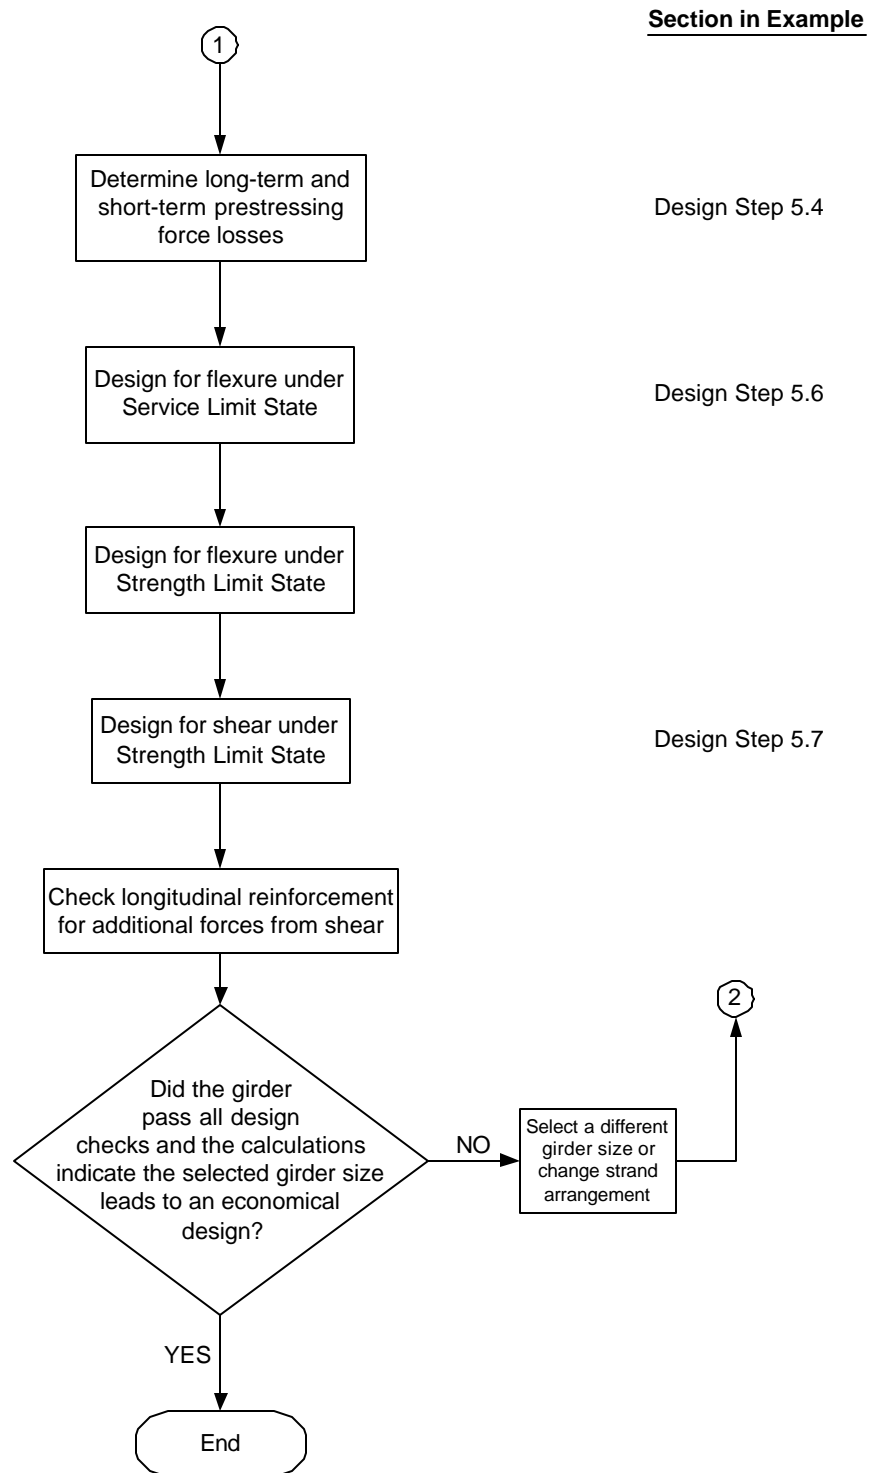 Section in Example
1
Determine long-term and
short-term prestressing
force losses
Design Step 5.4
Design for flexure under
Service Limit State
Design Step 5.6
Design for flexure under
Strength Limit State
Design for shear under
Strength Limit State
Design Step 5.7
Check longitudinal reinforcement
for additional forces from shear
2
Did the girder
pass all design
checks and the calculations
indicate the selected girder size
leads to an economical
design?
NO
Select a different
girder size or
change strand
arrangement
YES
End